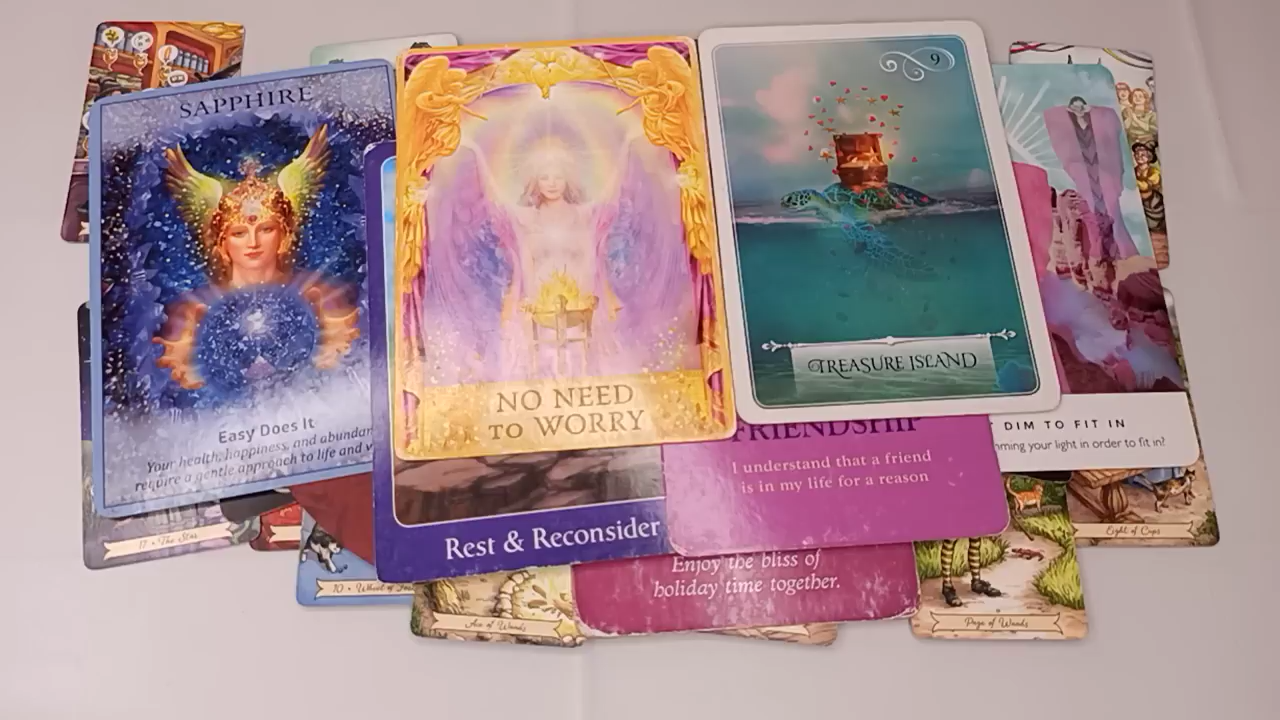 SAPPHIRE
Easy Does It
Your health, happiness, and abundan
require a gentle approach to life and w
NO NEED
TO WORRY
9
TREASURE ISLAND
Rest & Reconsider
FRIENDSHIP
I understand that a friend
is in my life for a reason
Enjoy the bliss of
holiday time together.
DIM TO FIT IN
mming your light in order to fit in?
17 • The Star
10 • Wheel of
Ace of Wands
Page of Wands
Eight of Cups